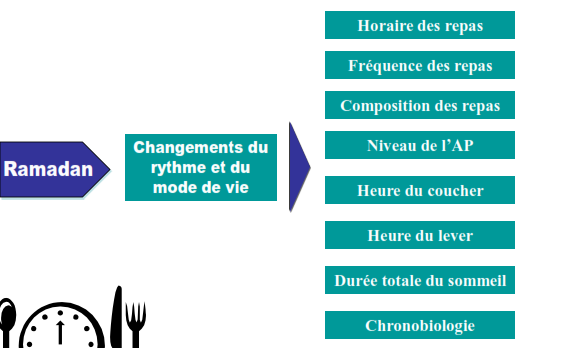 Horaire des repas
Fréquence des repas
Composition des repas
Niveau de l'AP
Heure du coucher
Heure du lever
Durée totale du sommeil
Chronobiologie
Ramadan
Changements du
rythme et du
mode de vie